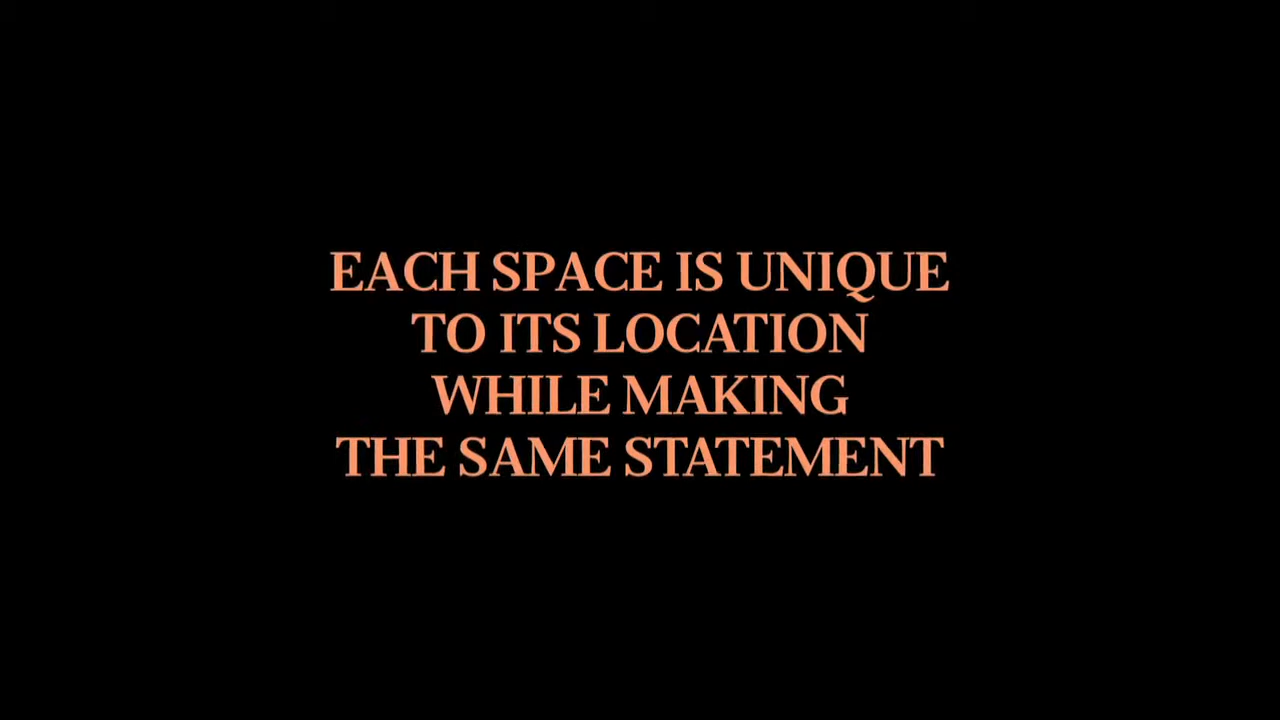 EACH SPACE IS UNIQUE
TO ITS LOCATION
WHILE MAKING
THE SAME STATEMENT